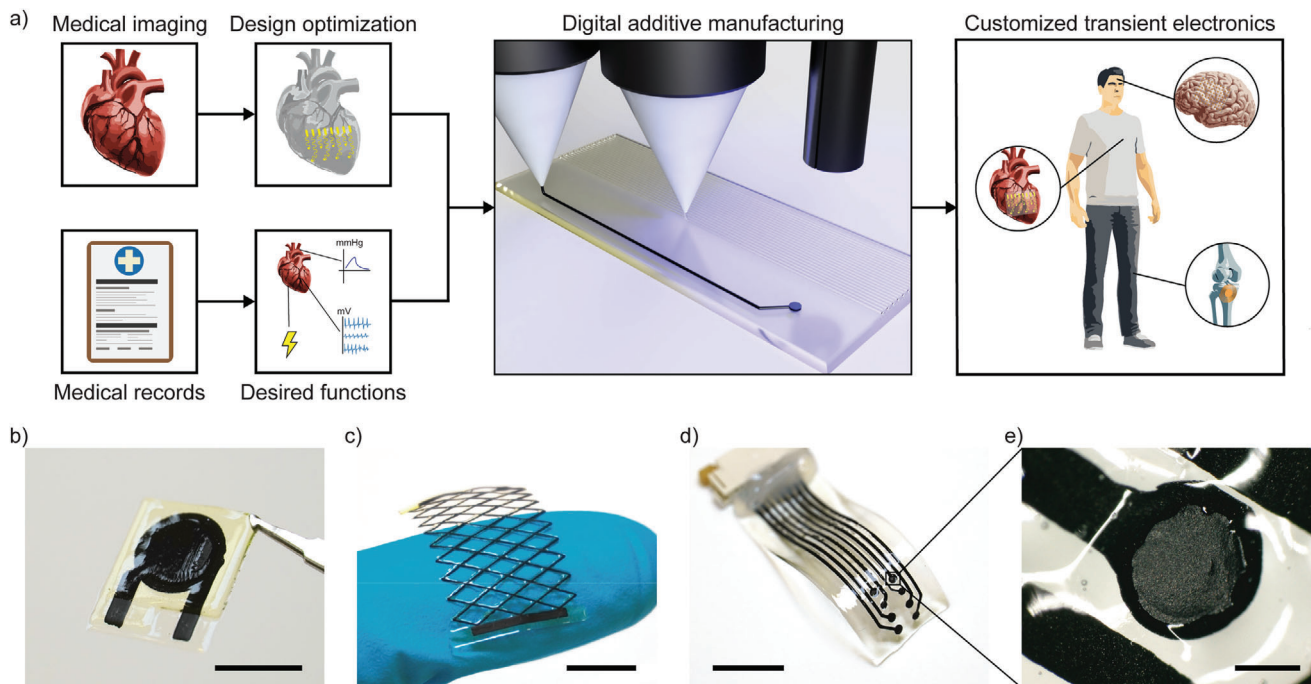 a)
Medical imaging
Design optimization
Digital additive manufacturing
Customized transient electronics
mmHg
mV
Medical records
Desired functions
b)
c)
d)
e)